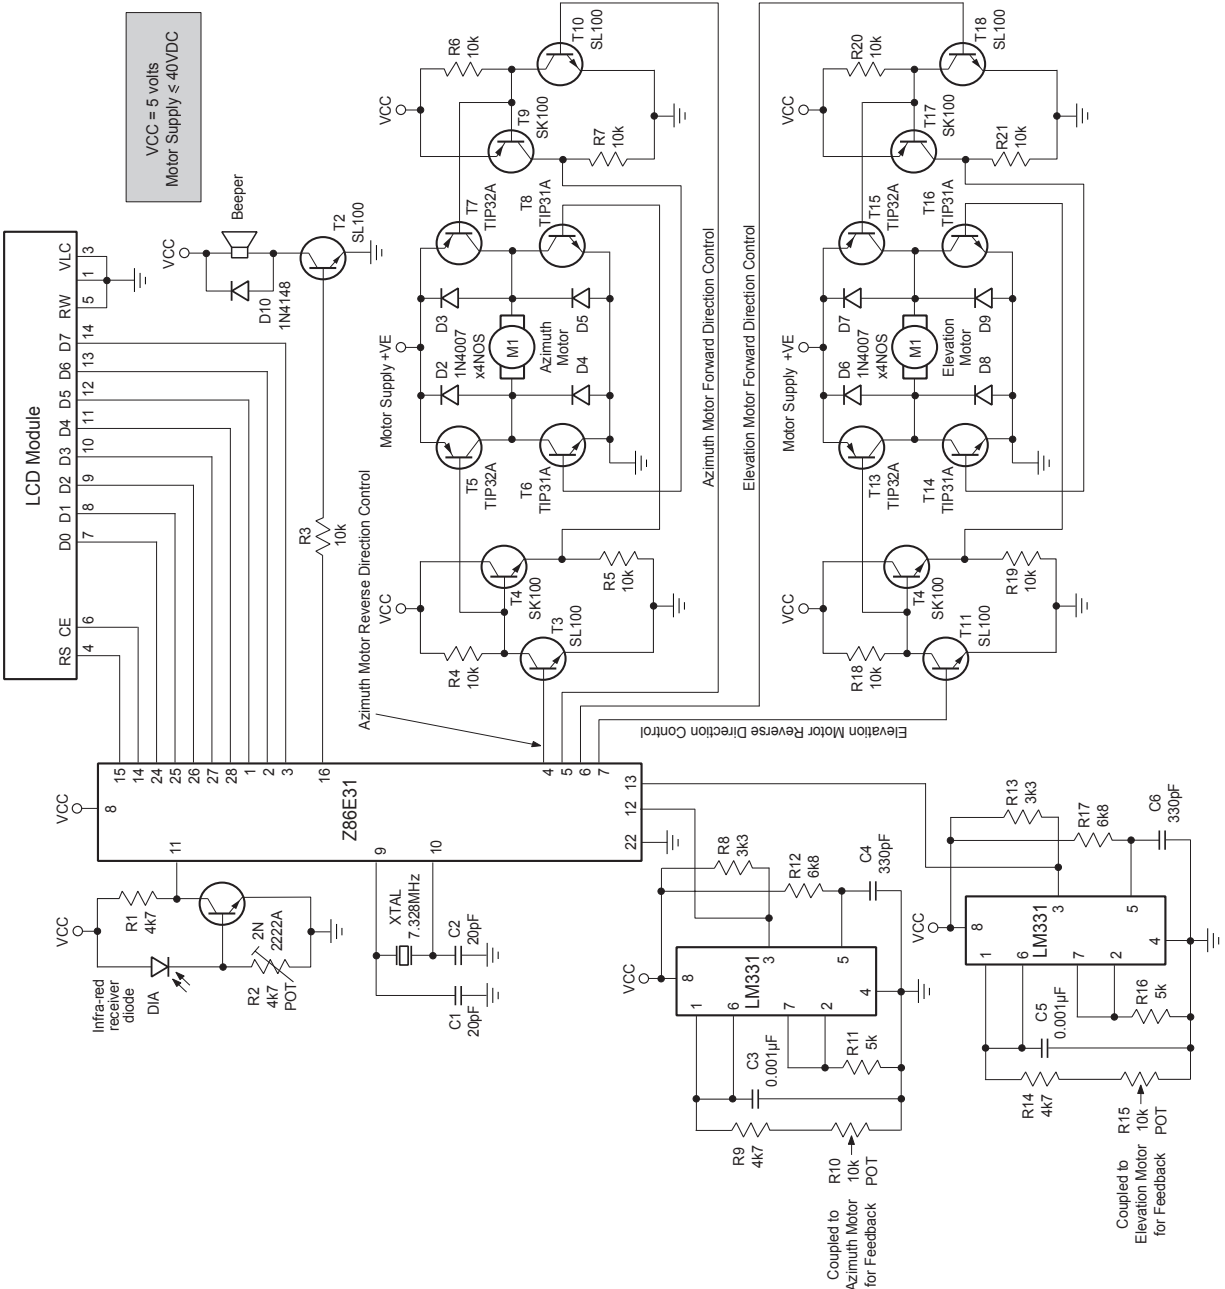 VCC = 5 volts
Motor Supply ⩽ 40VDC
LCD Module
RS CE D0 D1 D2 D3 D4 D5 D6 D7 RW VLC
4 6 7 8 9 10 11 12 13 14 5 1 3
VCC
Beeper
D10
1N4148
T2
SL100
R3
10k
VCC
8
Z86E31
15
14
24
25
26
27
28
1
2
3
16
4
5
6
7
13
12
22
11
9
10
VCC
R1
4k7
2N
2222A
Infra-red
receiver
diode
DIA
R2
4k7
POT
XTAL
7.328MHz
C1
20pF
C2
20pF
Azimuth Motor Reverse Direction Control
Azimuth Motor Forward Direction Control
Elevation Motor Forward Direction Control
Elevation Motor Reverse Direction Control
VCC
R4
10k
T3
SL100
T4
SK100
R5
10k
Motor Supply +VE
T5
TIP32A
T6
TIP31A
D2
1N4007
x4NOS
D3
M1
Azimuth
Motor
D4
D5
T7
TIP32A
T8
TIP31A
VCC
R6
10k
T9
SK100
T10
SL100
R7
10k
VCC
R18
10k
T11
SL100
T4
SK100
R19
10k
Motor Supply +VE
T13
TIP32A
T14
TIP31A
D6
1N4007
x4NOS
D7
M1
Elevation
Motor
D8
D9
T15
TIP32A
T16
TIP31A
VCC
R20
10k
T17
SK100
T18
SL100
R21
10k
VCC
8
LM331
1
6
7
2
3
5
4
R8
3k3
R12
6k8
C4
330pF
C3
0.001µF
R11
5k
R9
4k7
R10
10k
POT
Coupled to
Azimuth Motor
for Feedback
VCC
8
LM331
1
6
7
2
3
5
4
R13
3k3
R17
6k8
C6
330pF
C5
0.001µF
R16
5k
R14
4k7
R15
10k
POT
Coupled to
Elevation Motor
for Feedback